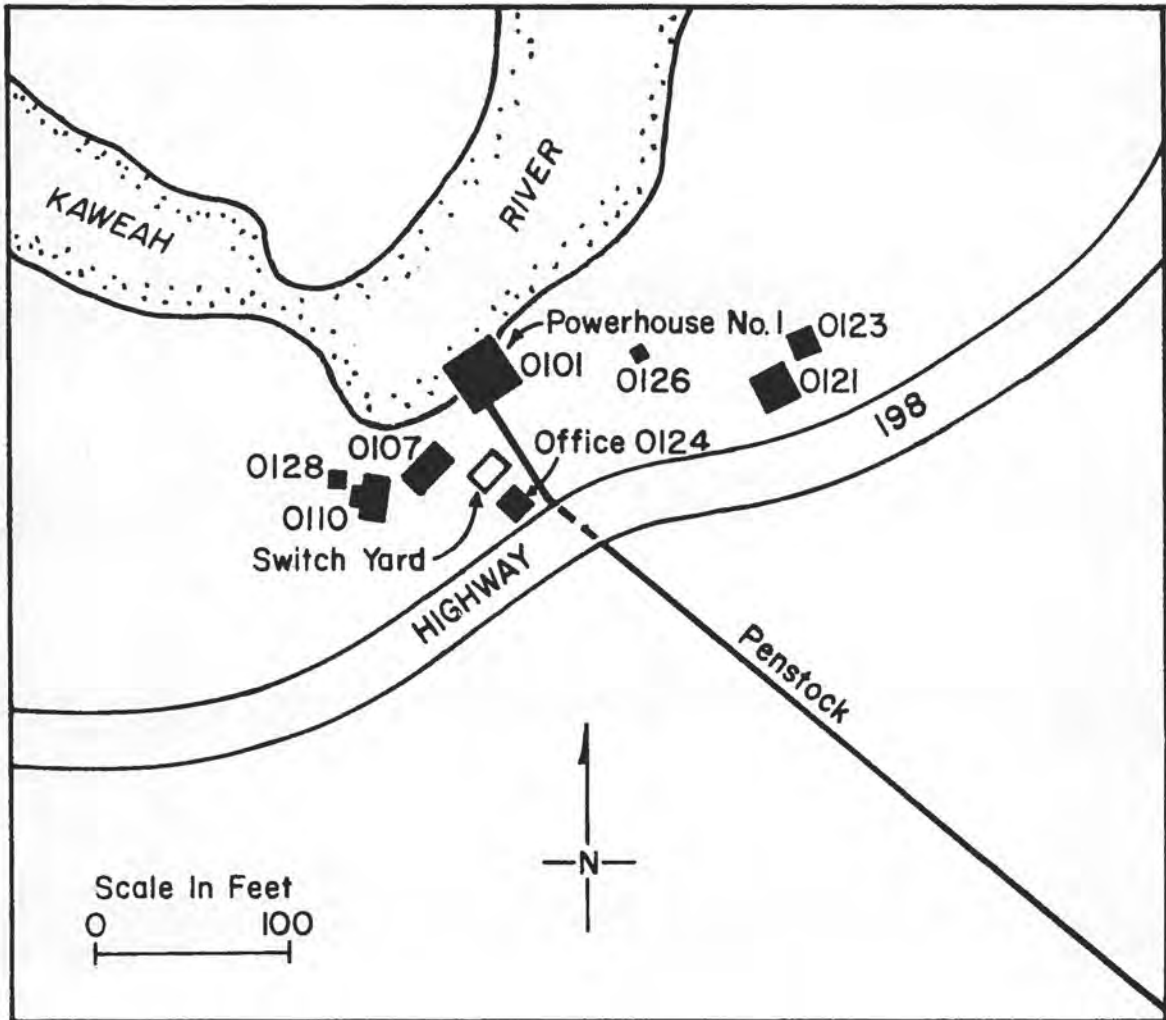 KAWEAH
RIVER
Powerhouse No. 1
0101
0126
0123
0121
198
Office 0124
0107
0128
0110
Switch Yard
HIGHWAY
Penstock
N
Scale In Feet
0 100